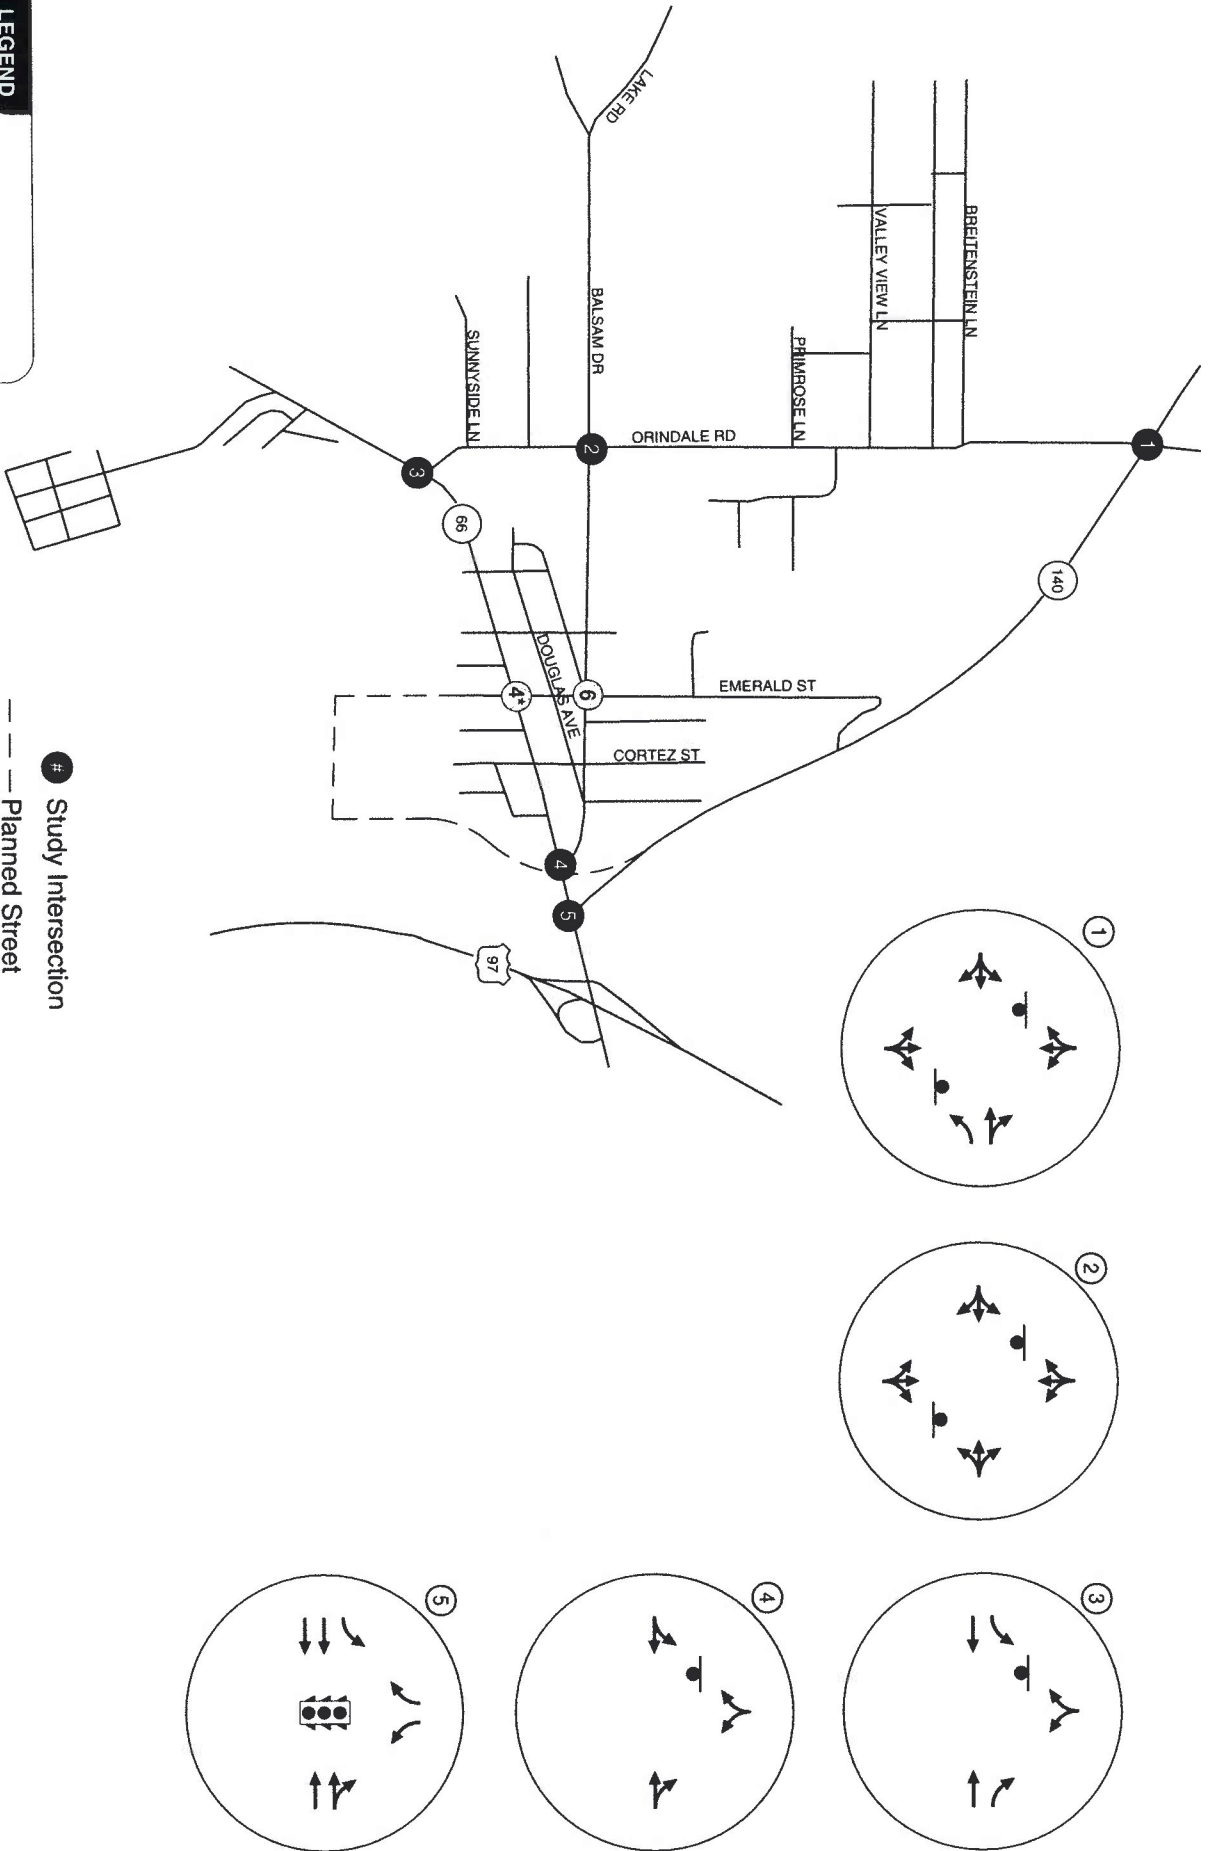 LEGEND
# Study Intersection
Planned Street
LAKE RD
BALSAM DR
SUNNYSIDE LN
BREITENSTEIN LN
VALLEY VIEW LN
PRIMROSE LN
ORINDALE RD
1
2
3
66
140
DOUGLAS AVE
EMERALD ST
CORTEZ ST
4*
6
4
5
97
1
2
3
4
5